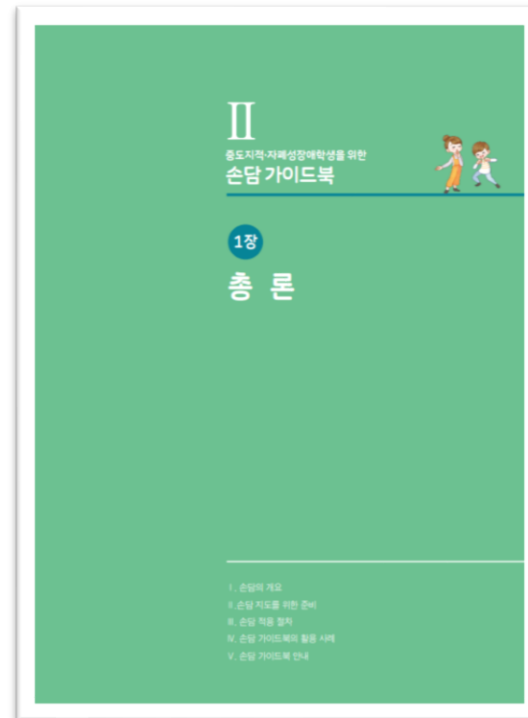 Ⅱ
중도지적·자폐성장애학생을 위한
손담 가이드북
1장
총 론
Ⅰ. 손담의 개요
Ⅱ. 손담 지도를 위한 준비
Ⅲ. 손담 적용 절차
Ⅳ. 손담 가이드북의 활용 사례
Ⅴ. 손담 가이드북 안내